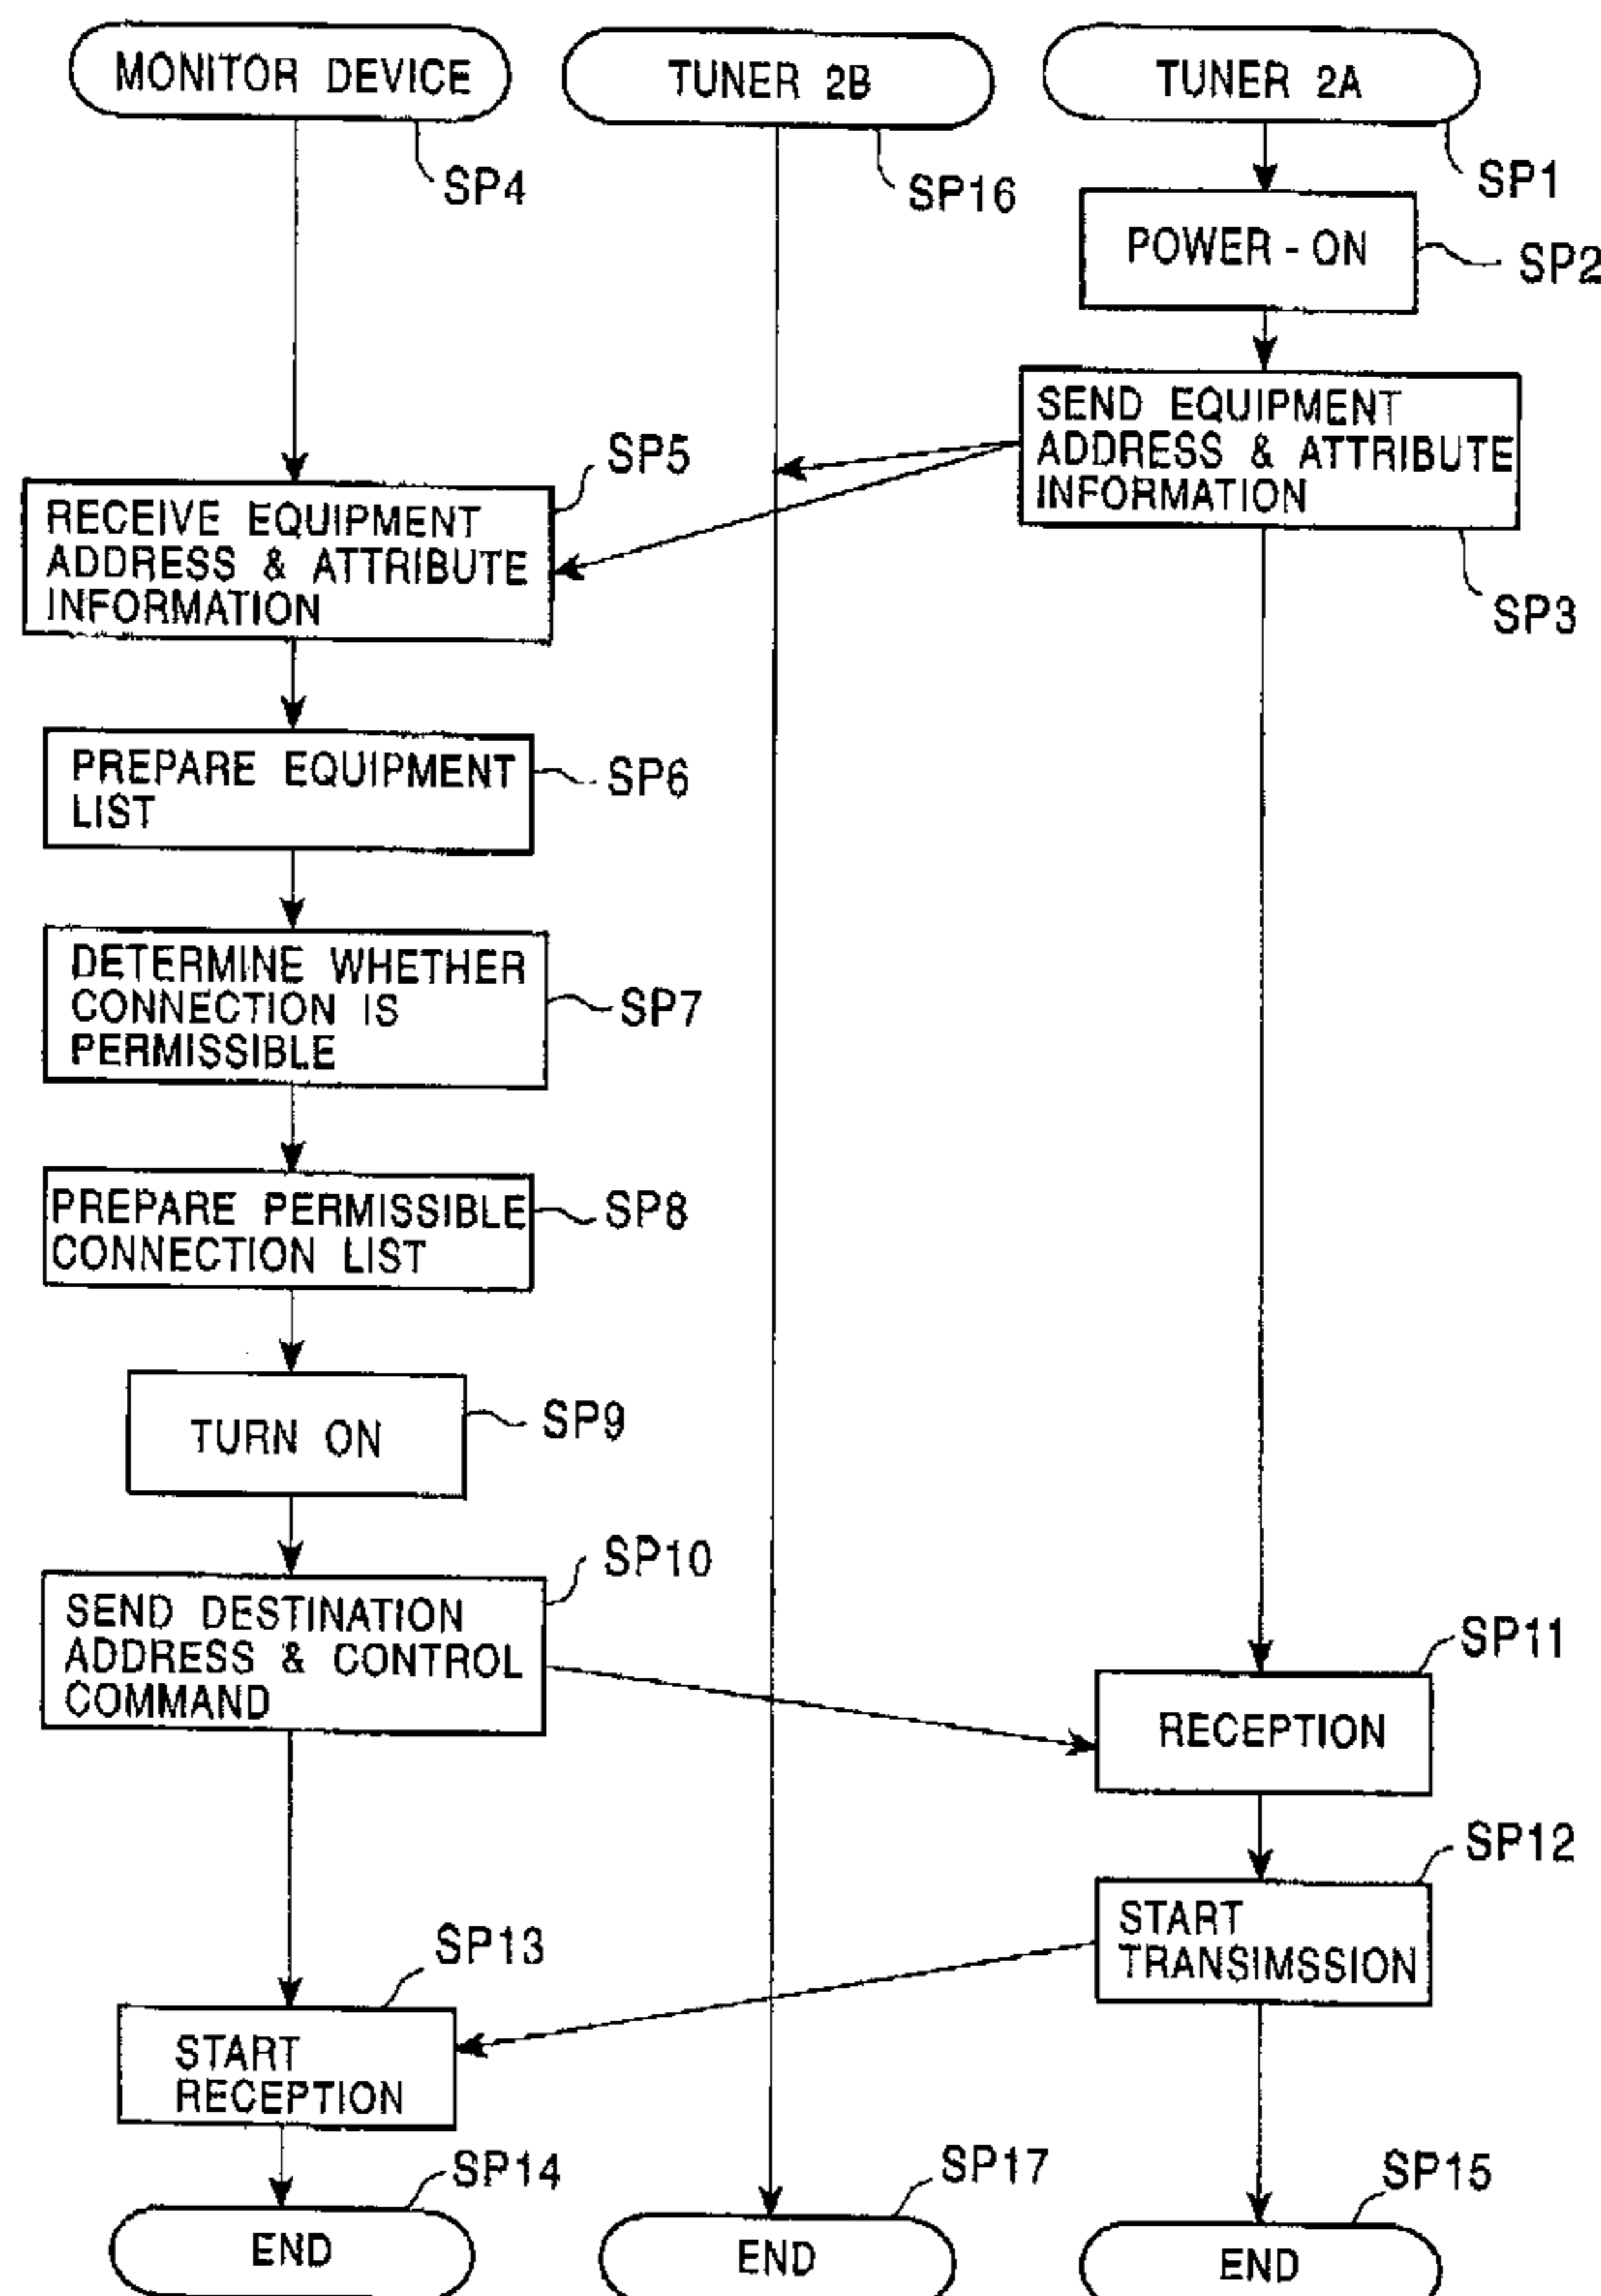 MONITOR DEVICE
SP4
TUNER 2B
SP16
TUNER 2A
SP1
POWER - ON
SP2
SEND EQUIPMENT
ADDRESS & ATTRIBUTE
INFORMATION
SP3
SP5
RECEIVE EQUIPMENT
ADDRESS & ATTRIBUTE
INFORMATION
PREPARE EQUIPMENT
LIST
SP6
DETERMINE WHETHER
CONNECTION IS
PERMISSIBLE
SP7
PREPARE PERMISSIBLE
CONNECTION LIST
SP8
TURN ON
SP9
SP10
SEND DESTINATION
ADDRESS & CONTROL
COMMAND
SP11
RECEPTION
SP12
START
TRANSIMSSION
SP13
START
RECEPTION
SP14
END
SP17
END
SP15
END